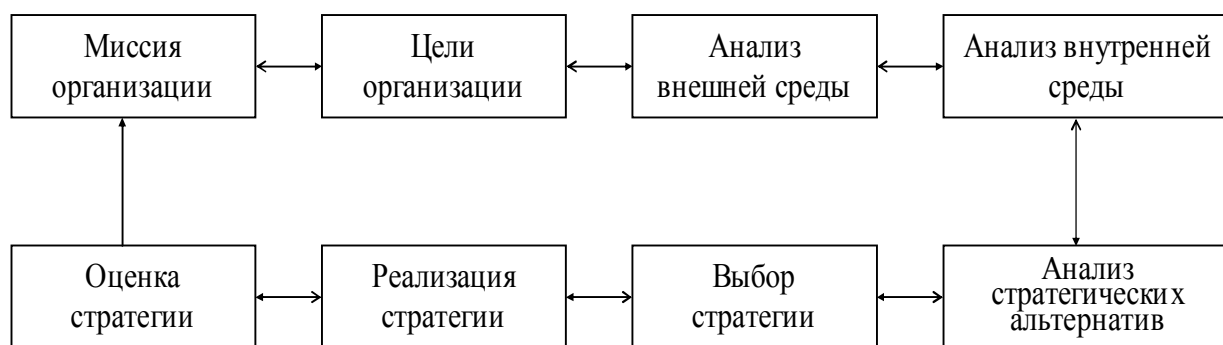 Миссия
организации
Цели
организации
Анализ
внешней среды
Анализ внутренней
среды
Оценка
стратегии
Реализация
стратегии
Выбор
стратегии
Анализ
стратегических
альтернатив